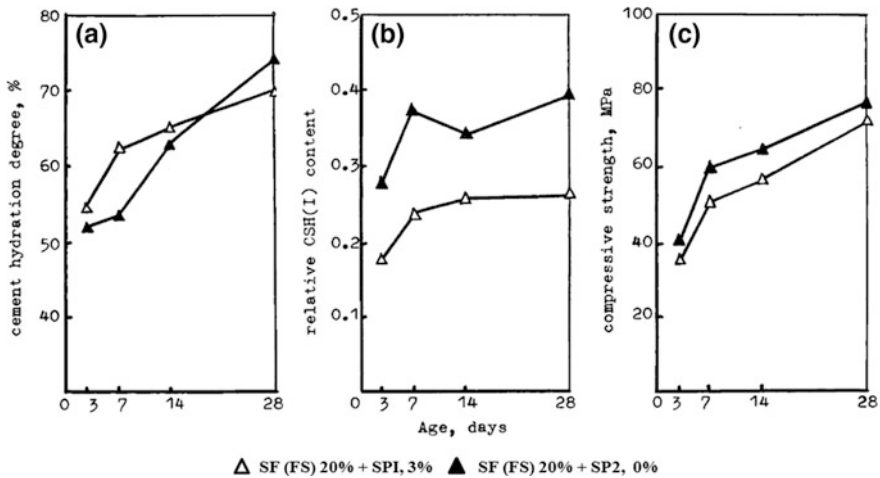 (a)
cement hydration degree, %
80
70
60
50
40
0 3 7 14 28
(b)
relative CSH(I) content
0.5
0.4
0.3
0.2
0.1
0 3 7 14 28
Age, days
(c)
compressive strength, MPa
100
80
60
40
20
0 3 7 14 28
SF (FS) 20% + SPI, 3% SF (FS) 20% + SP2, 0%